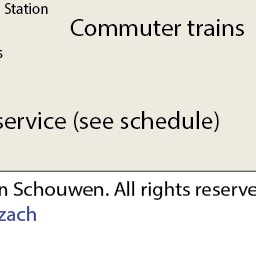 Station
Commuter trains
s
service (see schedule)
n Schouwen. All rights reserve
zach